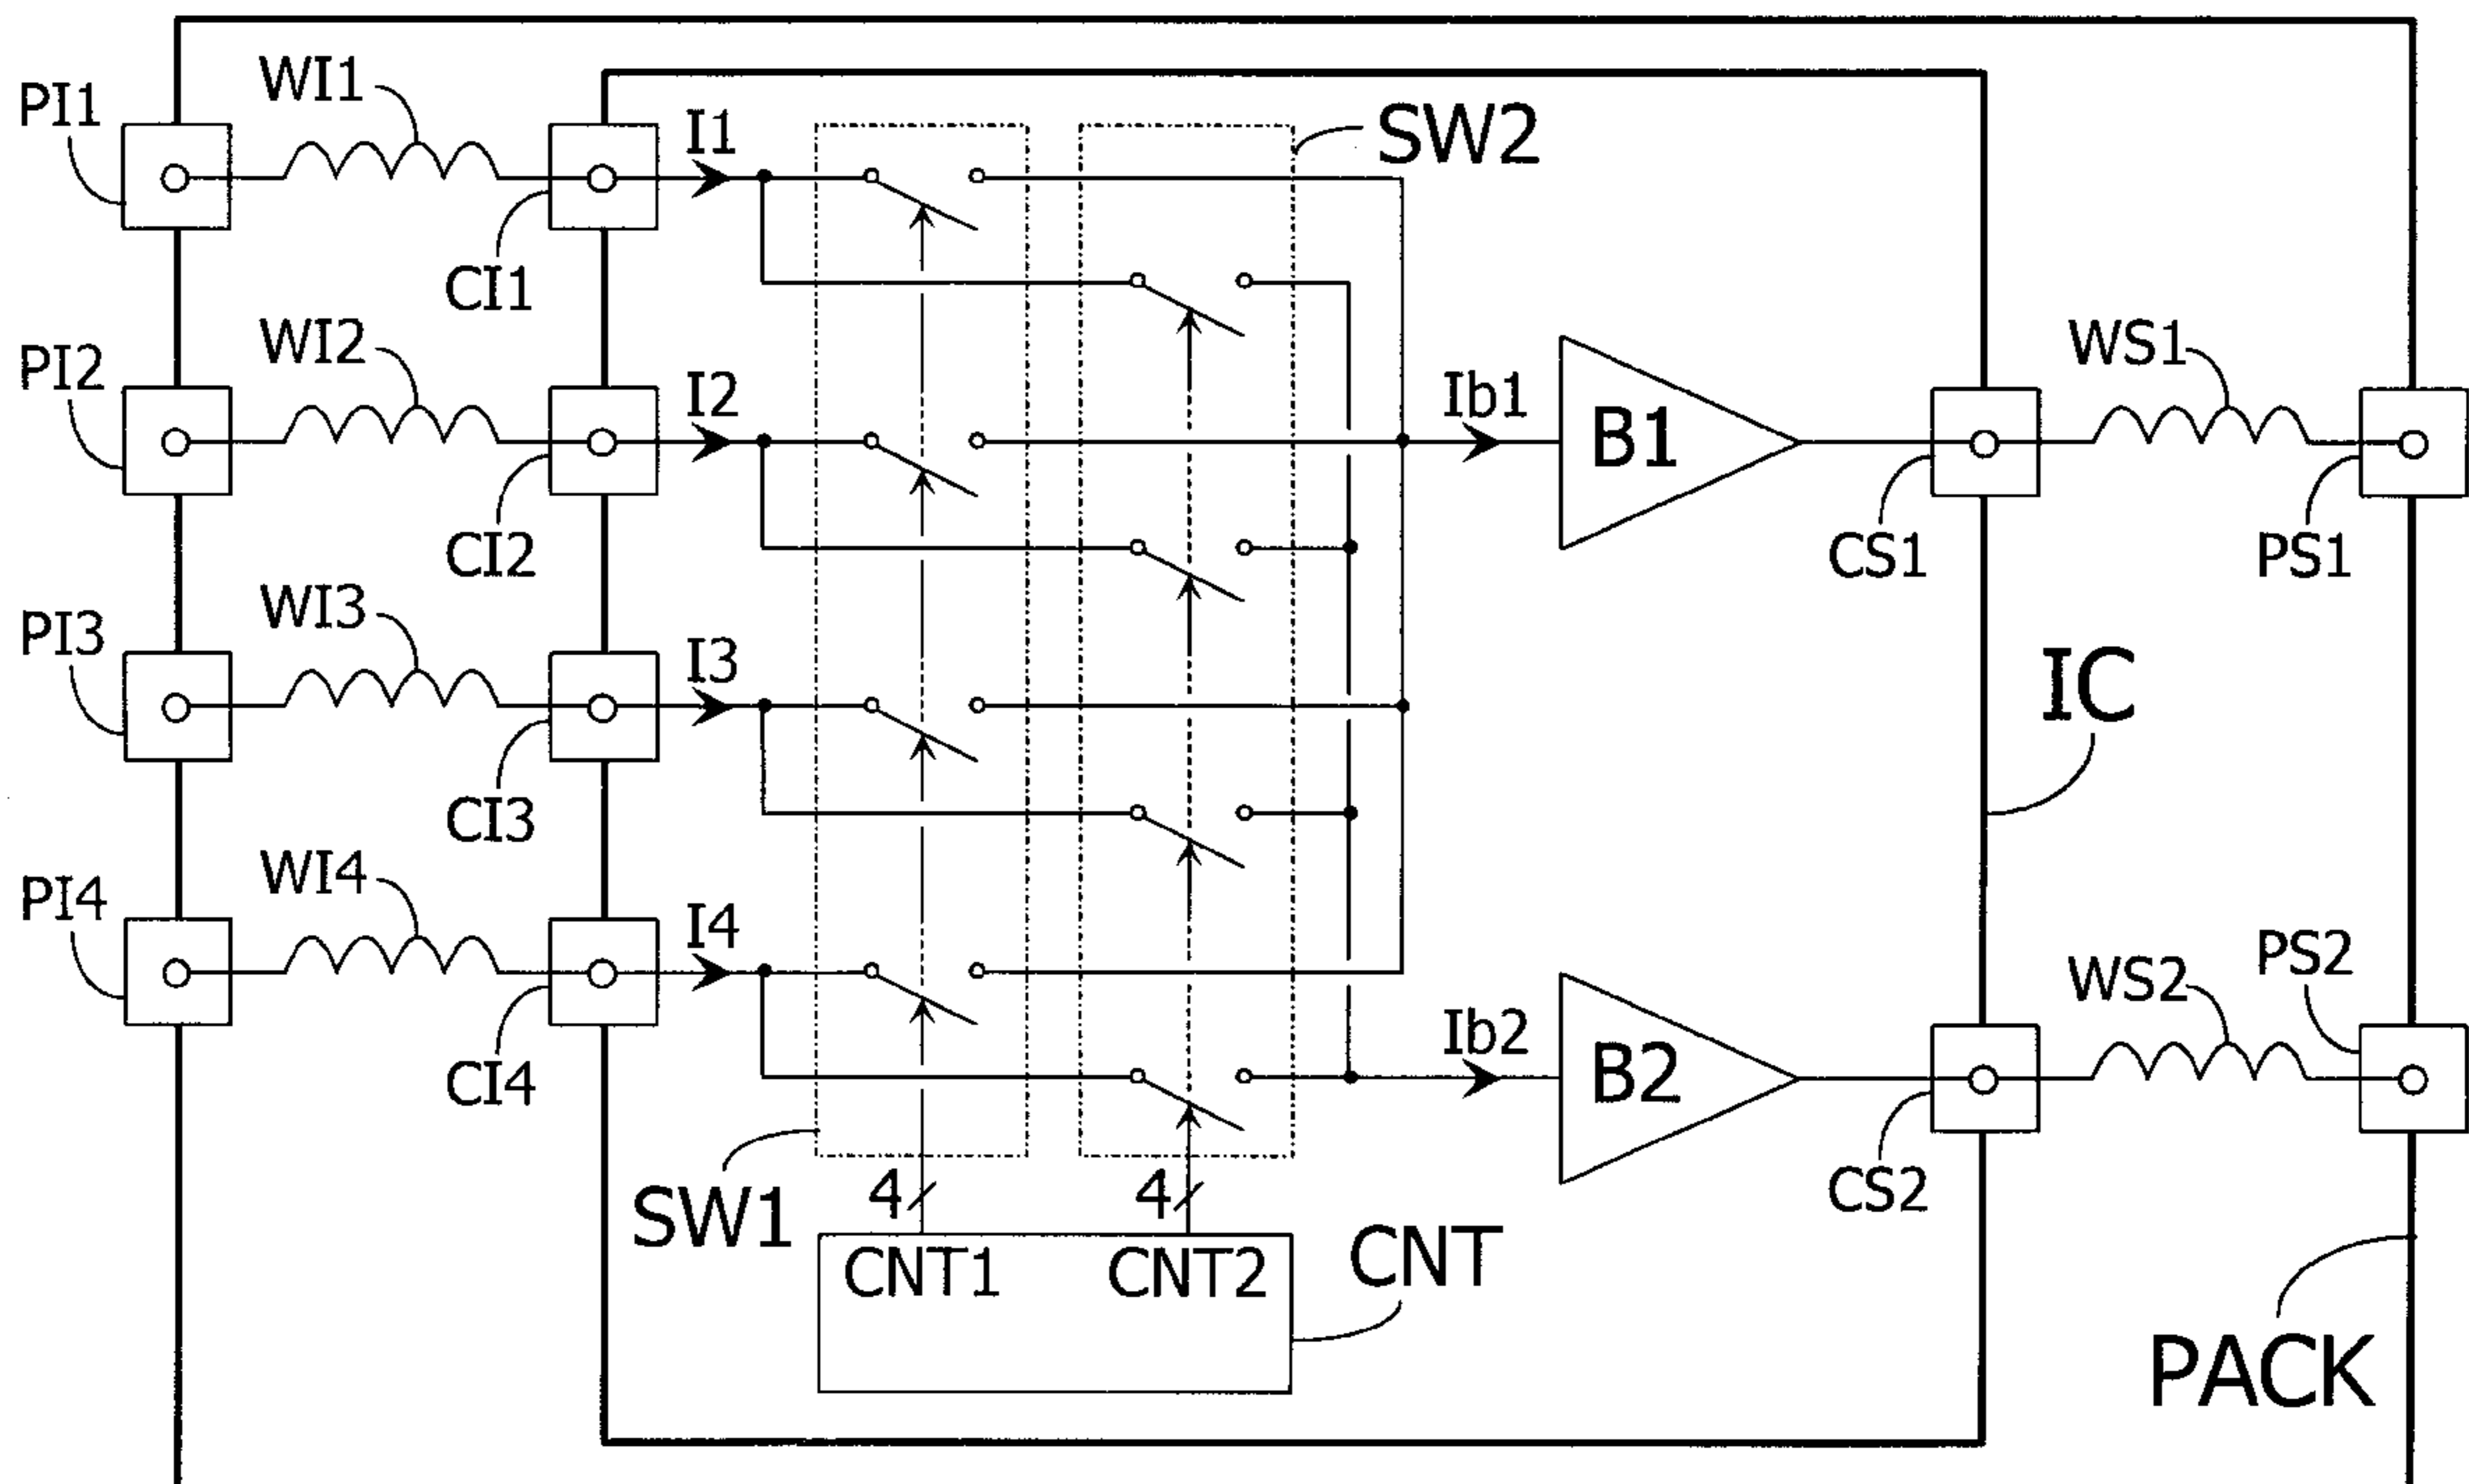 WI1
PI1
I1
SW2
CI1
WI2
WS1
PI2
I2
Ib1
B1
CI2
CS1
PS1
WI3
PI3
I3
IC
CI3
WI4
PI4
I4
PS2
WS2
Ib2
B2
CI4
4
4
CS2
SW1
CNT1
CNT2
CNT
PACK